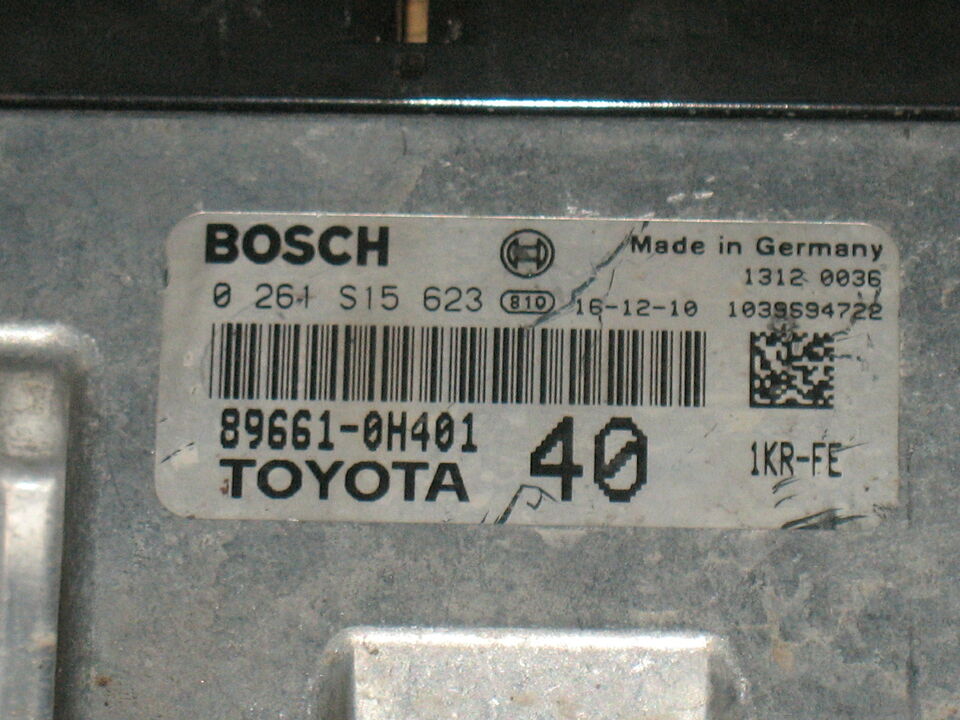 BOSCH Made in Germany
1312 0036
0 261 S15 623 810 16-12-10 1039S94722
89661-0H401 40 1KR-FE
TOYOTA